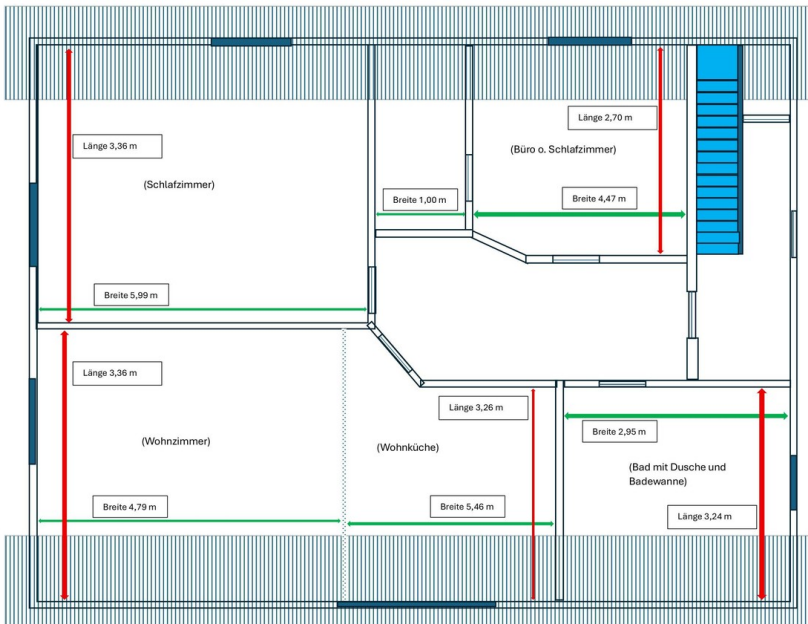 Länge 3,36 m
(Schlafzimmer)
Breite 5,99 m
Breite 1,00 m
Länge 2,70 m
(Büro o. Schlafzimmer)
Breite 4,47 m
Länge 3,36 m
(Wohnzimmer)
Breite 4,79 m
Länge 3,26 m
(Wohnküche)
Breite 5,46 m
Breite 2,95 m
(Bad mit Dusche und
Badewanne)
Länge 3,24 m